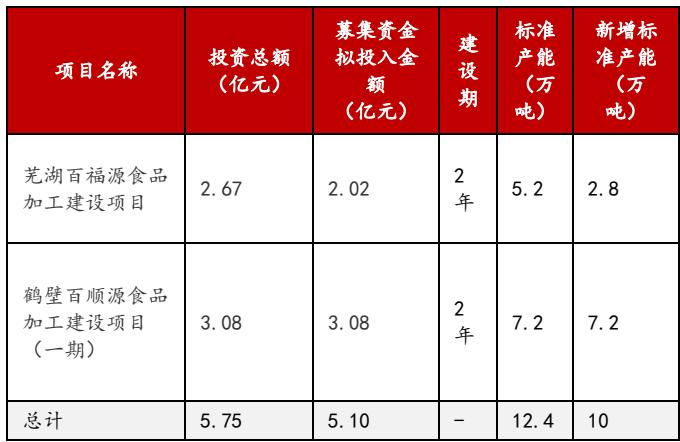 项目名称
投资总额
（亿元）
募集资金
拟投入金
额
（亿元）
建
设
期
标准
产能
（万
吨）
新增标
准产能
（万
吨）
芜湖百福源食品
加工建设项目
2.67
2.02
2
年
5.2
2.8
鹤壁百顺源食品
加工建设项目
（一期）
3.08
3.08
2
年
7.2
7.2
总计
5.75
5.10
-
12.4
10